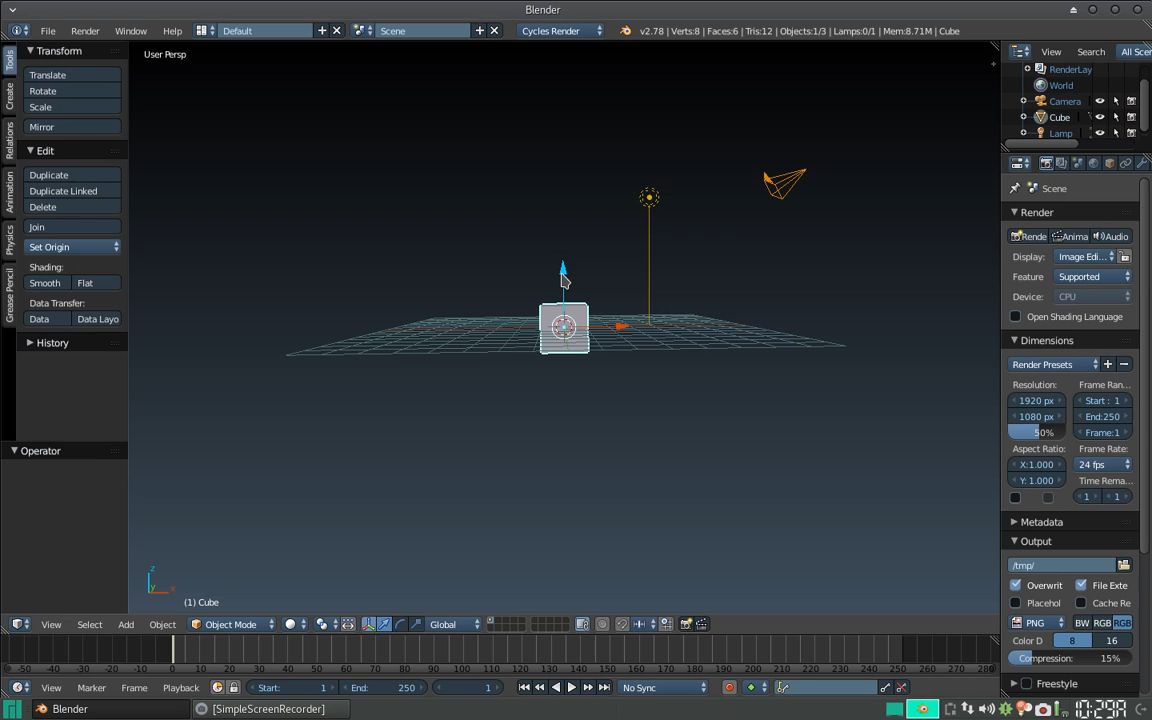 Blender
File Render Window Help Default Scene Cycles Render v2.78 | Verts:8 | Faces:6 | Tris:12 | Objects:1/3 | Lamps:0/1 | Mem:8.71M | Cube
Tools
Create
Relations
Animation
Physics
Grease Pencil
Transform
Translate
Rotate
Scale
Mirror
Edit
Duplicate
Duplicate Linked
Delete
Join
Set Origin
Shading:
Smooth Flat
Data Transfer:
Data Data Layo
History
Operator
User Persp
z
y x
(1) Cube
View Search All Scen
RenderLay
World
Camera
Cube
Lamp
Scene
Render
Rende Anima Audio
Display: Image Edi...
Feature Supported
Device: CPU
Open Shading Language
Dimensions
Render Presets
Resolution: Frame Ran...
1920 px Start : 1
1080 px End:250
50% Frame:1
Aspect Ratio: Frame Rate:
X:1.000 24 fps
Y: 1.000 Time Rema...
1 1
Metadata
Output
/tmp/
Overwrit File Exte
Placehol Cache Re
PNG BW RGB RGB
Color D 8 16
Compression: 15%
Freestyle
View Select Add Object Object Mode Global
-50 -40 -30 -20 -10 0 10 20 30 40 50 60 70 80 90 100 110 120 130 140 150 160 170 180 190 200 210 220 230 240 250 260 270 280
View Marker Frame Playback Start: 1 End: 250 1 No Sync
Blender [SimpleScreenRecorder]